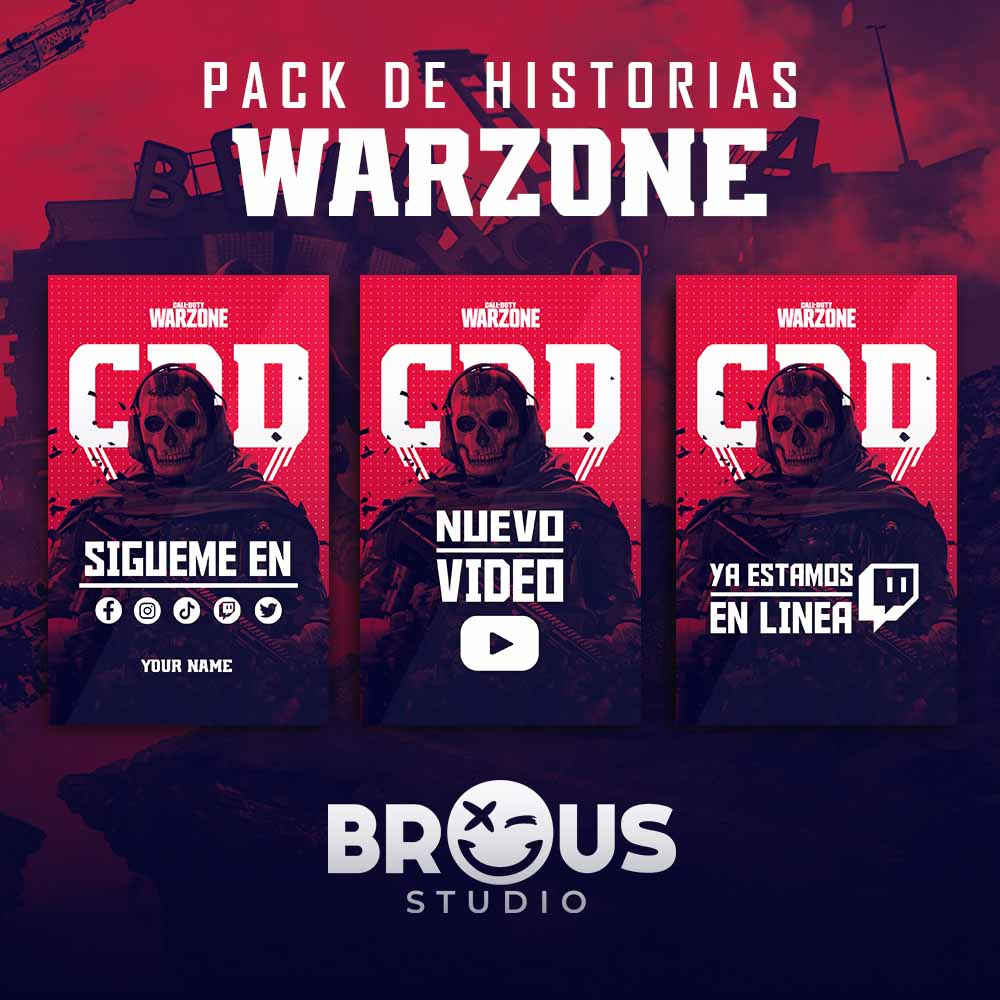 PACK DE HISTORIAS
WARZONE
CALL OF DUTY
WARZONE
COD
SIGUEME EN
YOUR NAME
CALL OF DUTY
WARZONE
COD
NUEVO
VIDEO
CALL OF DUTY
WARZONE
COD
YA ESTAMOS
EN LINEA
BROUS
STUDIO